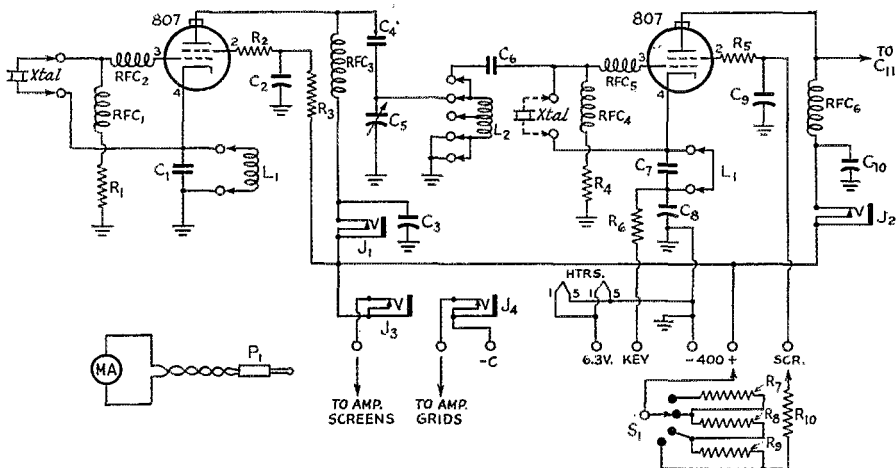 807
C4
2
R2
Xtal
3
RFC2
4
C2
RFC3
R3
RFC1
C5
C1
L1
R1
J1
C3
C6
L2
Xtal
807
3
RFC5
4
2
R5
C9
TO
C11
RFC4
RFC6
C7
L1
R4
R6
C8
C10
J2
HTRS.
1 5 1 5
J3
J4
-C
6.3V. KEY - 400 + SCR.
MA
P1
TO AMP.
SCREENS
TO AMP.
GRIDS
S1
R7
R8
R9
R10